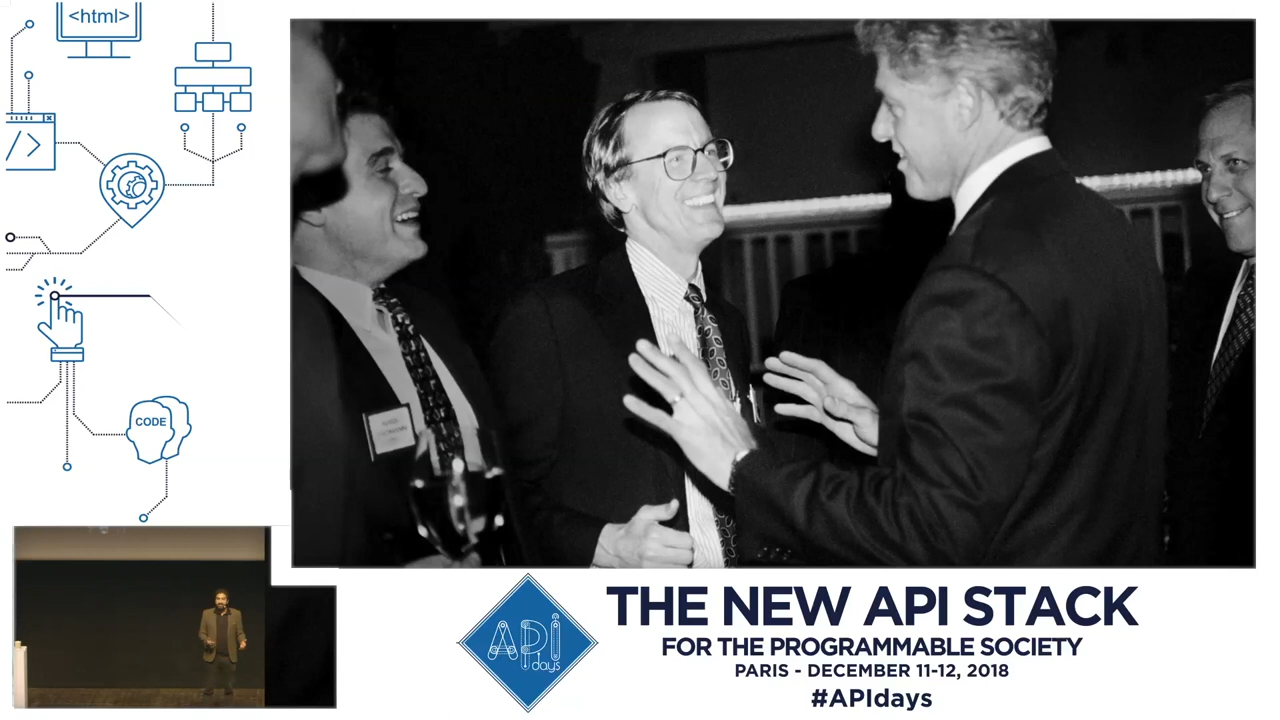 <html>
</>
CODE
API
days
THE NEW API STACK
FOR THE PROGRAMMABLE SOCIETY
PARIS - DECEMBER 11-12, 2018
#APIdays